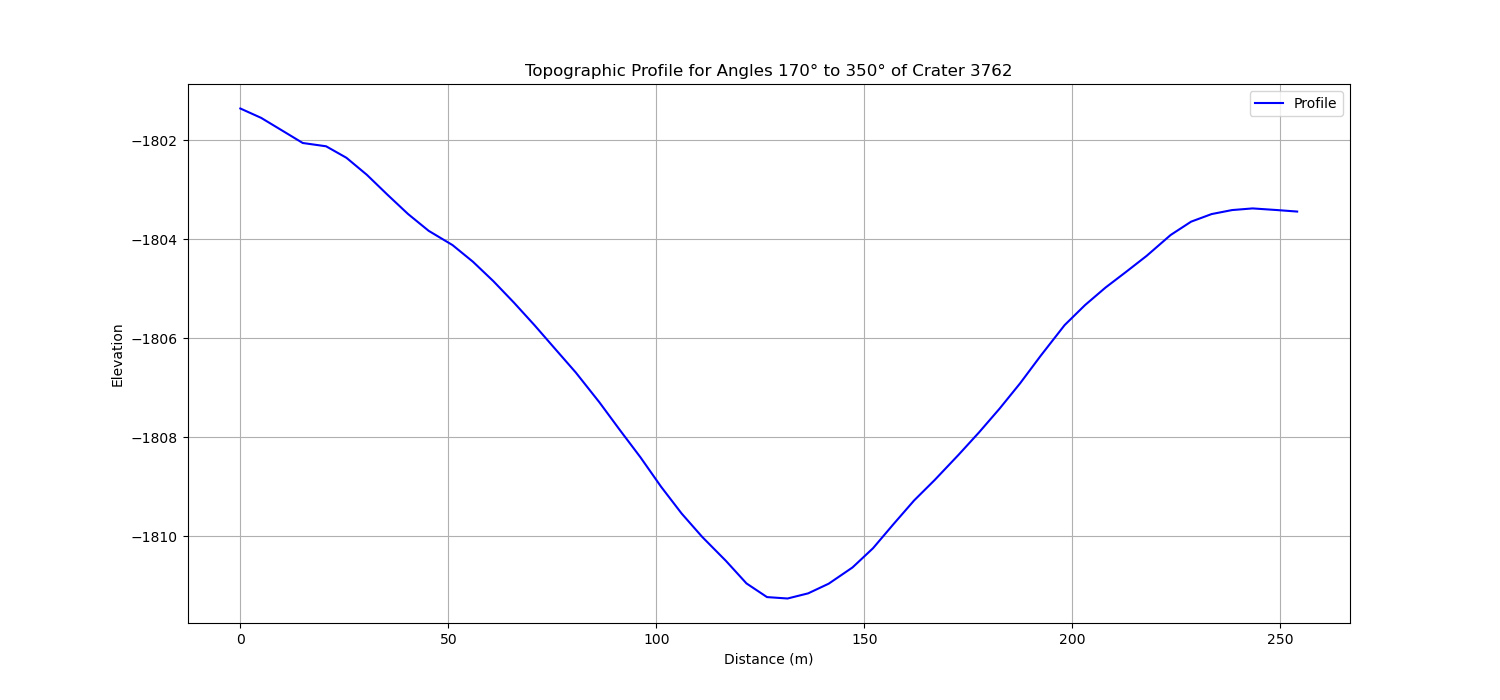 Topographic Profile for Angles 170° to 350° of Crater 3762
Profile
−1802
−1804
−1806
−1808
−1810
Elevation
0 50 100 150 200 250
Distance (m)